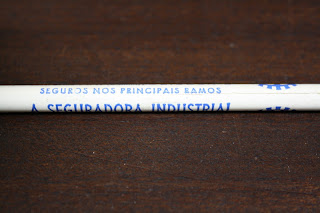 SEGUROS NOS PRINCIPAIS RAMOS
A SEGURADORA INDUSTRIAL